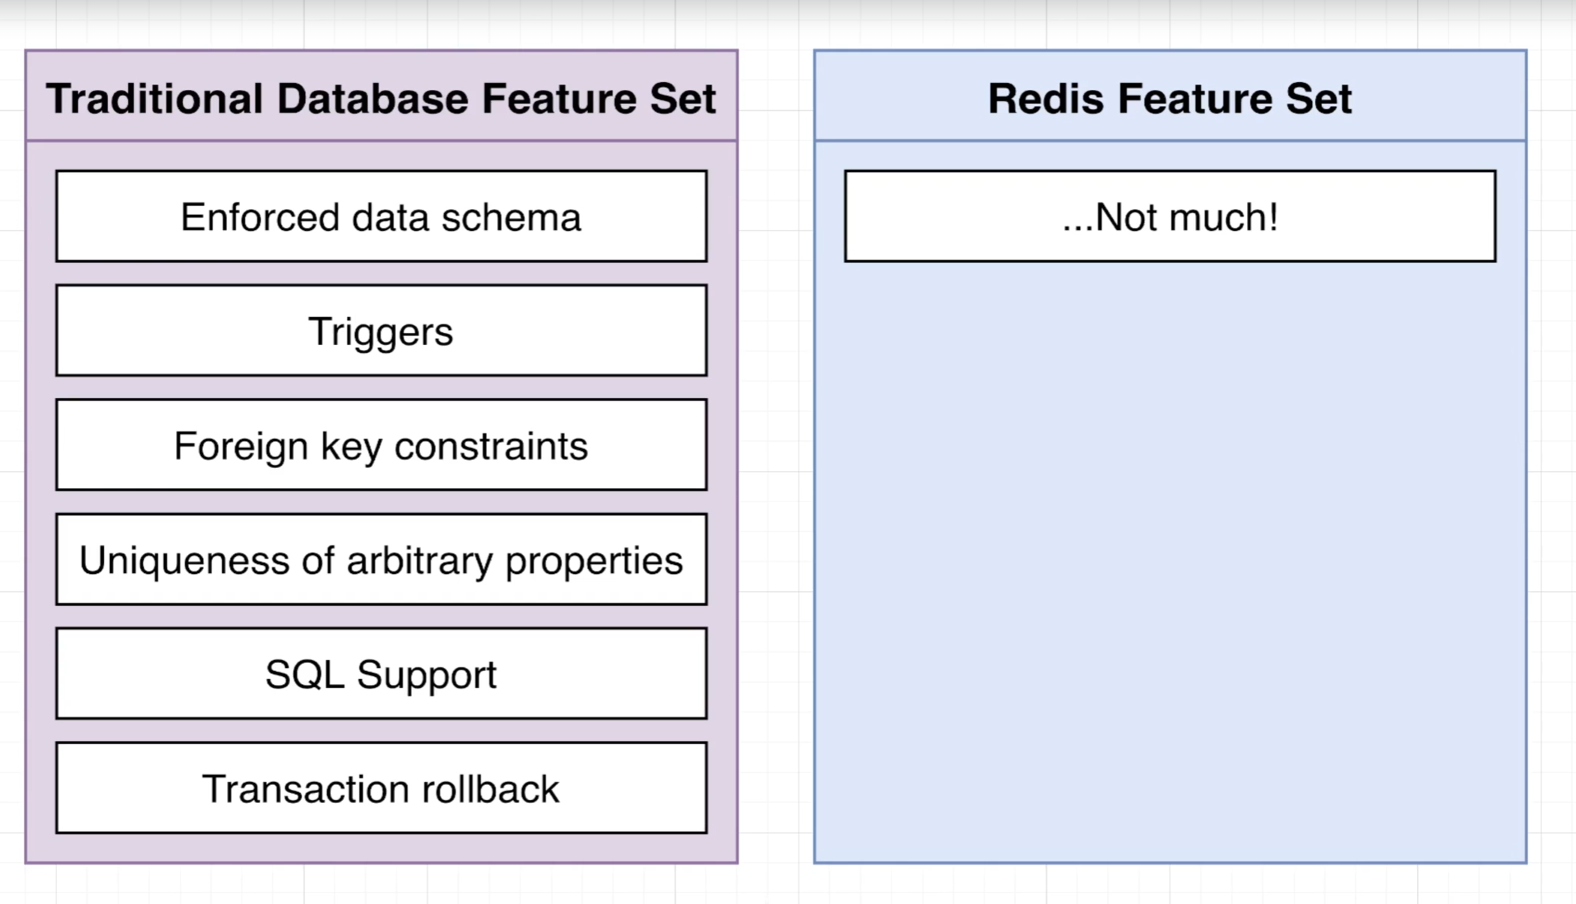 Traditional Database Feature Set
Enforced data schema
Triggers
Foreign key constraints
Uniqueness of arbitrary properties
SQL Support
Transaction rollback
Redis Feature Set
...Not much!